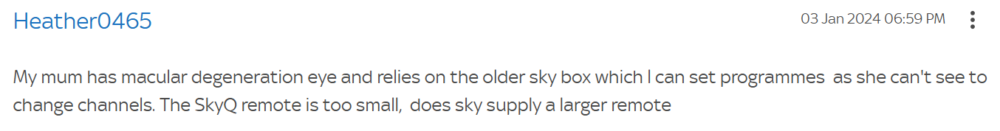 Heather0465
03 Jan 2024 06:59 PM
My mum has macular degeneration eye and relies on the older sky box which I can set programmes  as she can't see to
change channels. The SkyQ remote is too small,  does sky supply a larger remote